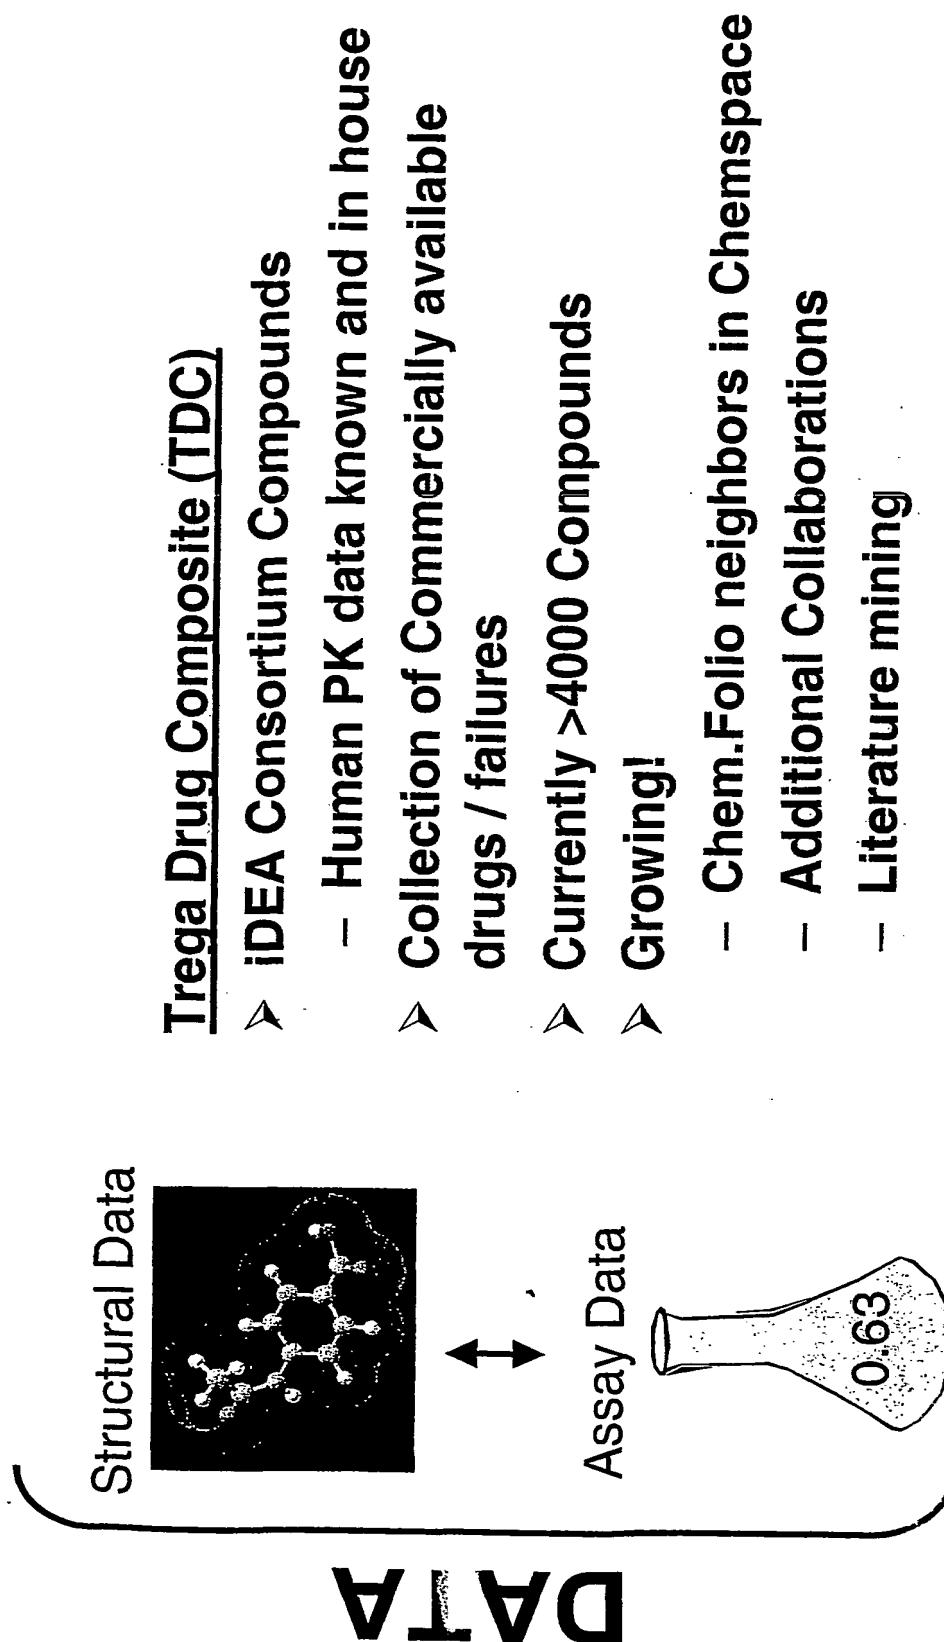 DATA
Structural Data
Assay Data
0.63
Trega Drug Composite (TDC)
➢ iDEA Consortium Compounds
– Human PK data known and in house
➢ Collection of Commercially available
drugs / failures
➢ Currently >4000 Compounds
➢ Growing!
– Chem.Folio neighbors in Chemspace
– Additional Collaborations
– Literature mining